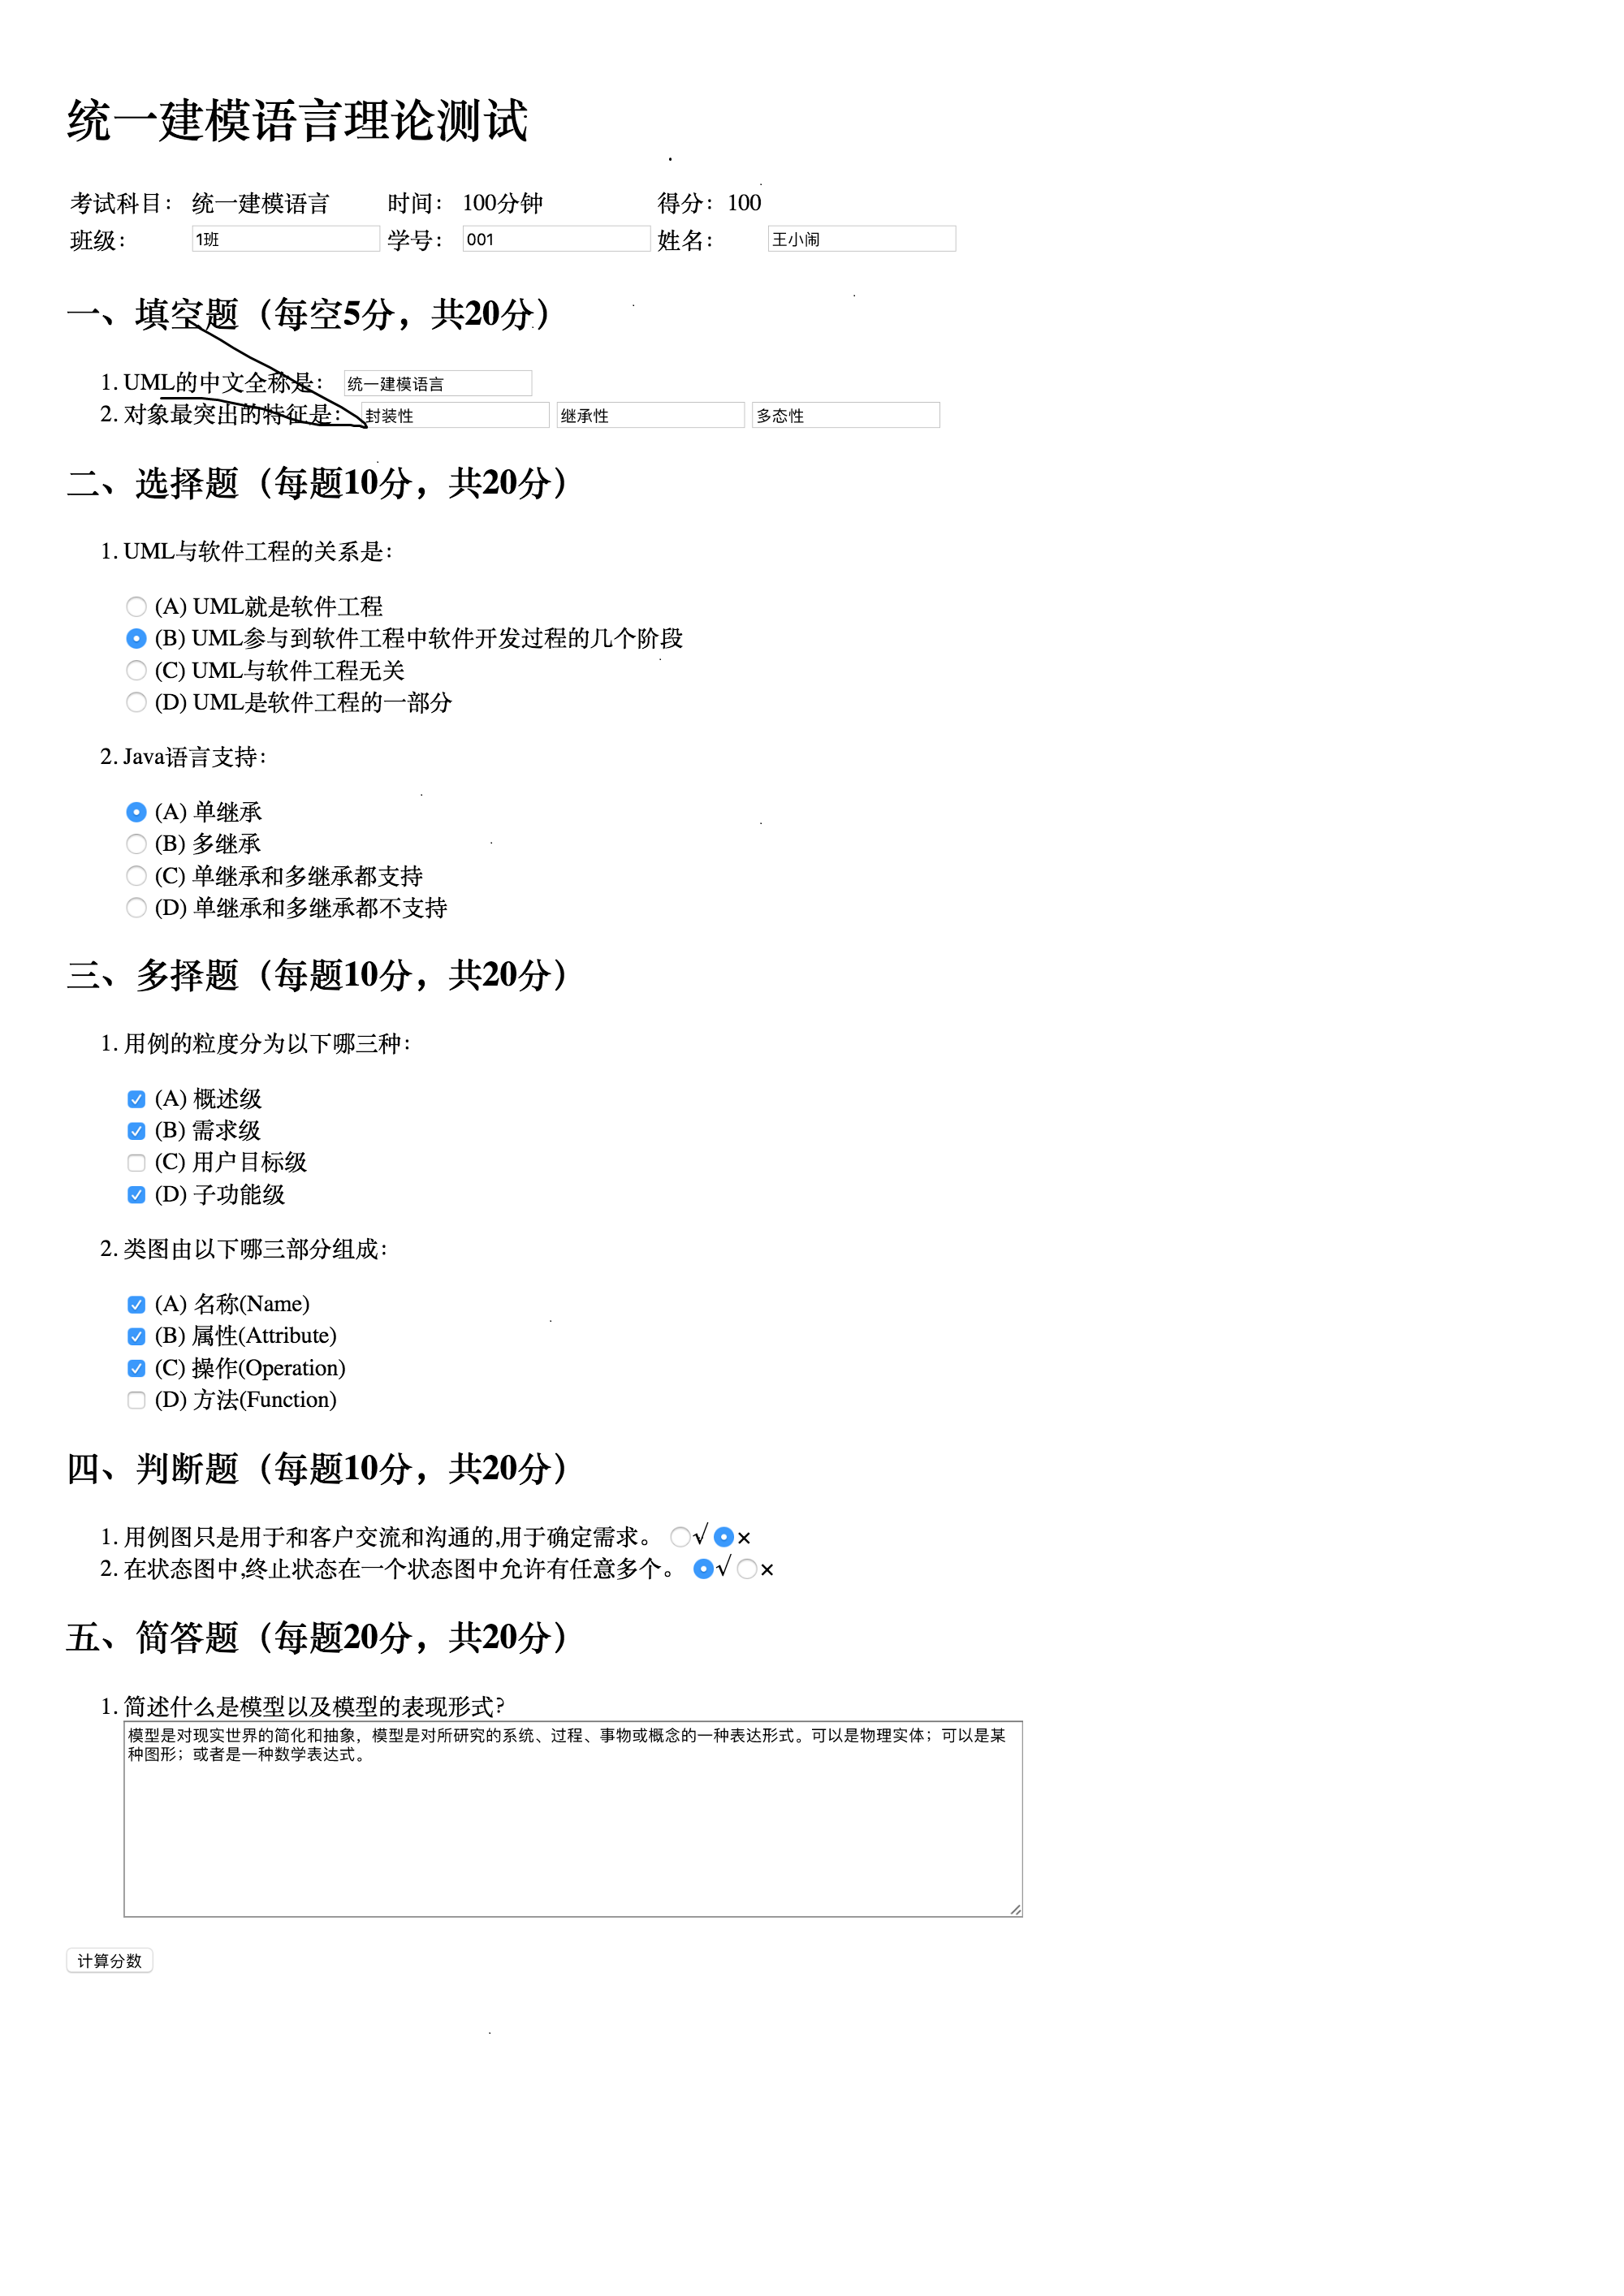 统一建模语言理论测试
考试科目： 统一建模语言 时间： 100分钟 得分：100
班级： 1班 学号： 001 姓名： 王小闹
一、填空题（每空5分，共20分）
1. UML的中文全称是： 统一建模语言
2. 对象最突出的特征是： 封装性 继承性 多态性
二、选择题（每题10分，共20分）
1. UML与软件工程的关系是：
(A) UML就是软件工程
(B) UML参与到软件工程中软件开发过程的几个阶段
(C) UML与软件工程无关
(D) UML是软件工程的一部分
2. Java语言支持：
(A) 单继承
(B) 多继承
(C) 单继承和多继承都支持
(D) 单继承和多继承都不支持
三、多择题（每题10分，共20分）
1. 用例的粒度分为以下哪三种：
(A) 概述级
(B) 需求级
(C) 用户目标级
(D) 子功能级
2. 类图由以下哪三部分组成：
(A) 名称(Name)
(B) 属性(Attribute)
(C) 操作(Operation)
(D) 方法(Function)
四、判断题（每题10分，共20分）
1. 用例图只是用于和客户交流和沟通的,用于确定需求。 √ ×
2. 在状态图中,终止状态在一个状态图中允许有任意多个。 √ ×
五、简答题（每题20分，共20分）
1. 简述什么是模型以及模型的表现形式?
模型是对现实世界的简化和抽象，模型是对所研究的系统、过程、事物或概念的一种表达形式。可以是物理实体；可以是某
种图形；或者是一种数学表达式。
计算分数